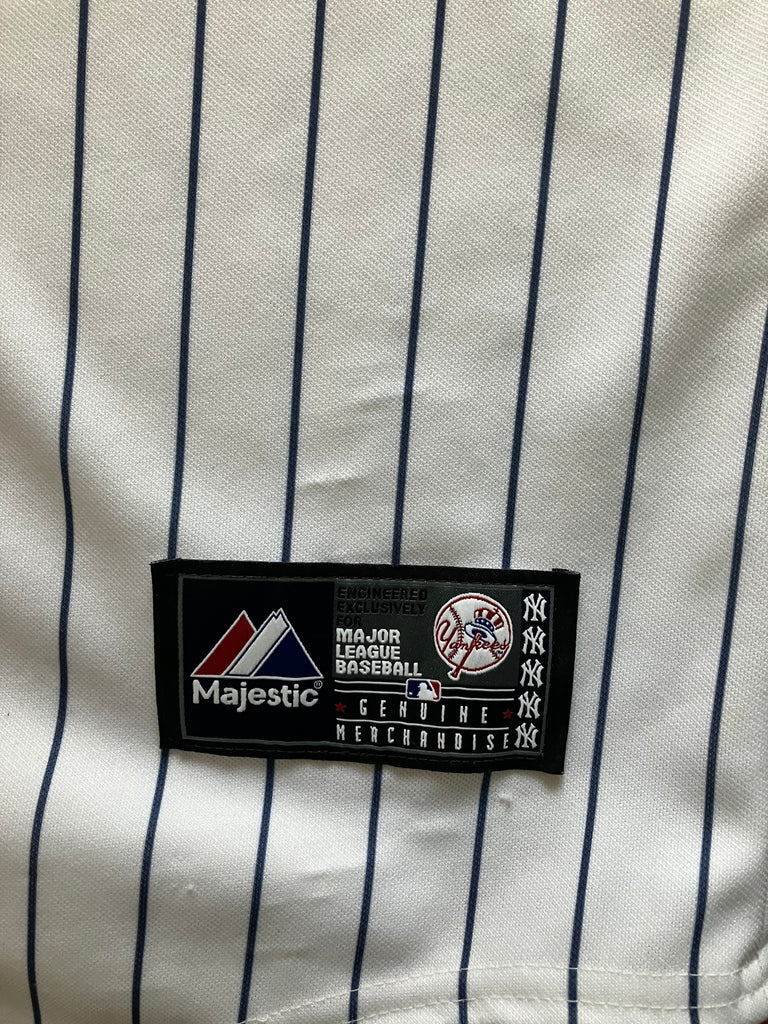 ENGINEERED
EXCLUSIVELY
FOR
MAJOR
LEAGUE
BASEBALL
Yankees
Majestic®
GENUINE
MERCHANDISE
NY
NY
NY
NY
NY